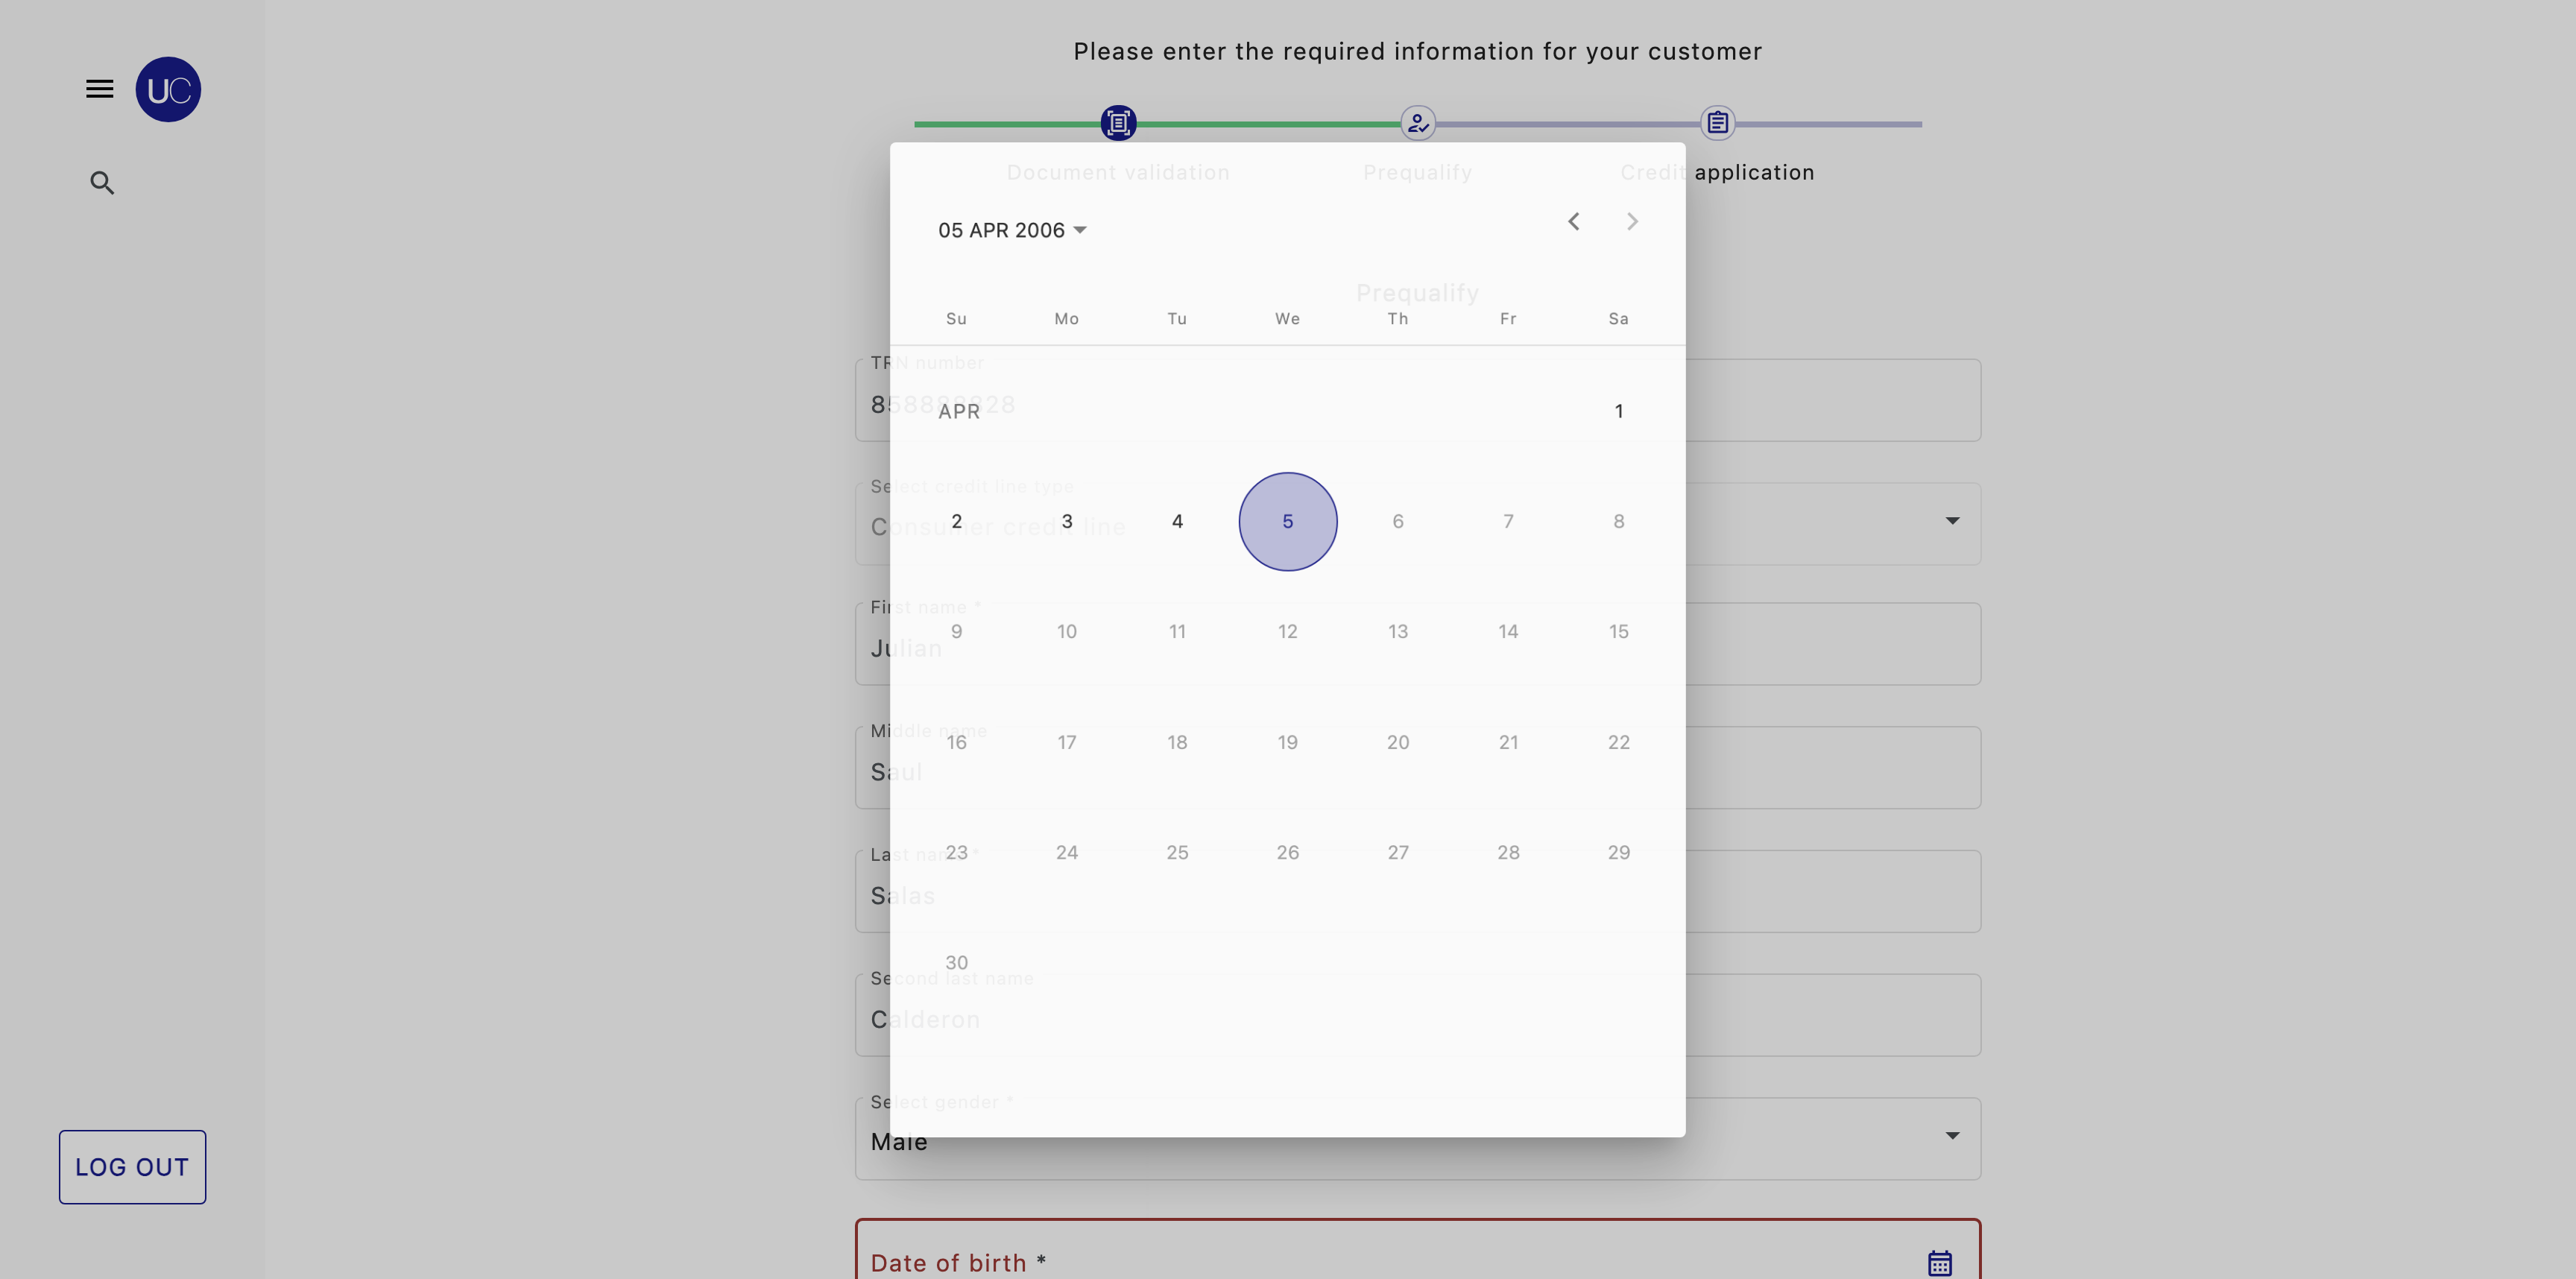 Please enter the required information for your customer
UC
Document validation
Prequalify
Credit application
05 APR 2006
Prequalify
Su Mo Tu We Th Fr Sa
TRN number
APR 1
Select credit line type
Consumer credit line
2 3 4 5 6 7 8
First name *
Julian
9 10 11 12 13 14 15
Middle name
Saul
16 17 18 19 20 21 22
Last name *
Salas
23 24 25 26 27 28 29
Second last name
Calderon
30
Select gender *
Male
LOG OUT
Date of birth *